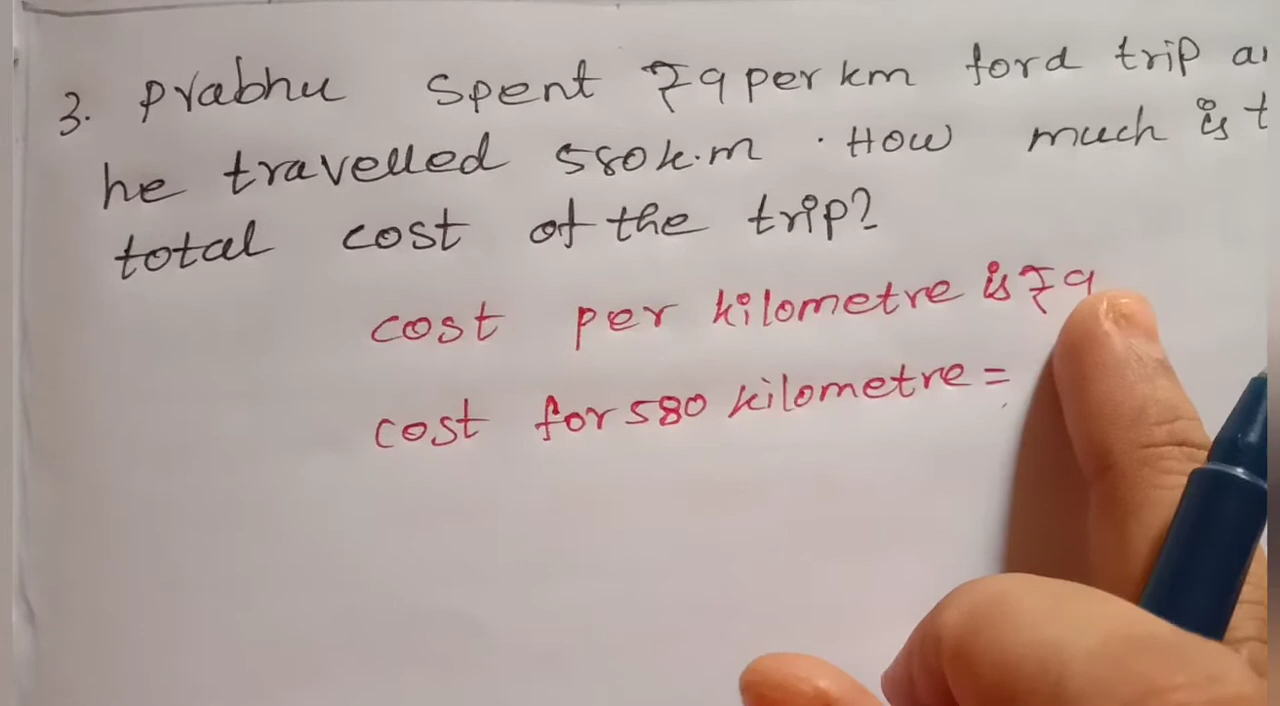 3. Prabhu spent ₹9 per km ford trip
he travelled 580k.m. How much is
total cost of the trip?
cost per kilometre is ₹9
cost for 580 kilometre =